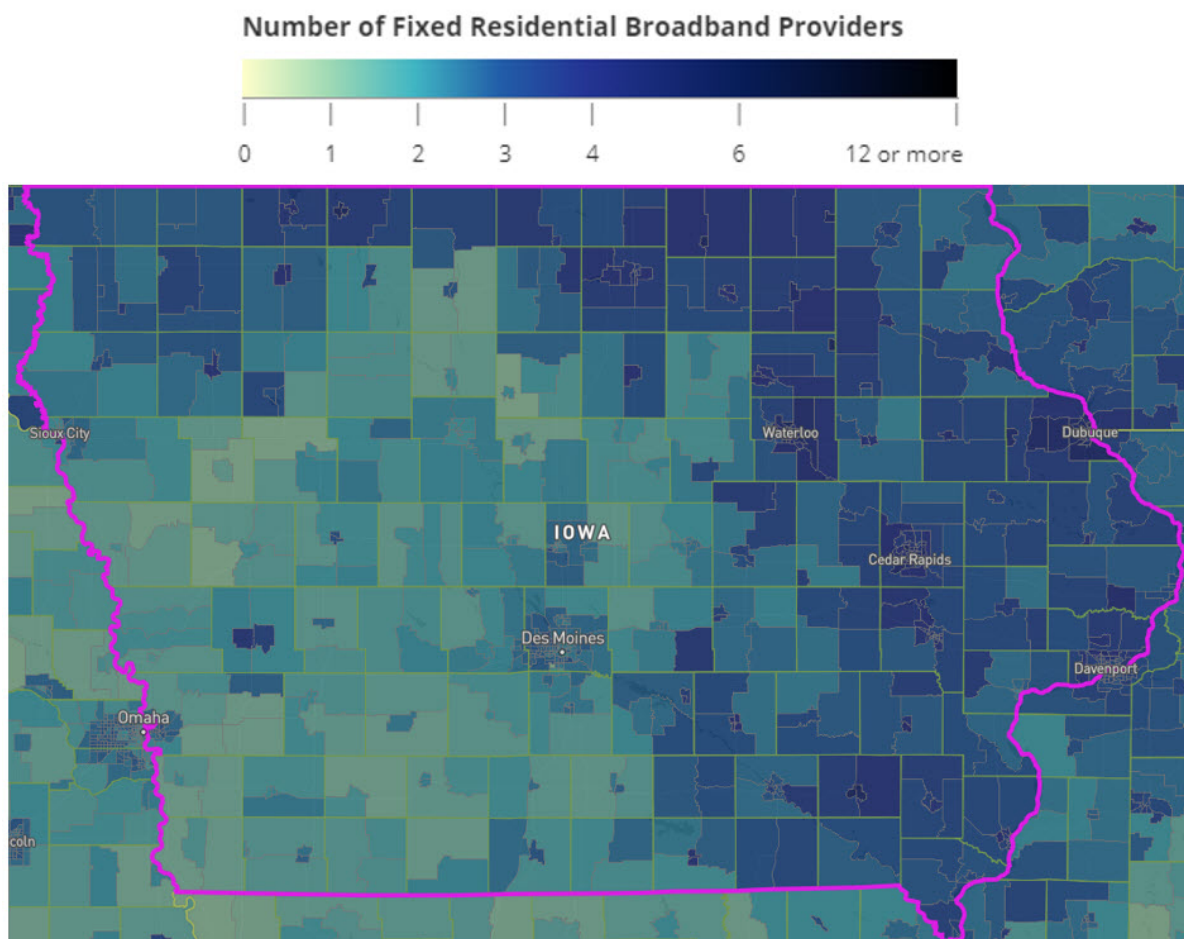 Number of Fixed Residential Broadband Providers
0 1 2 3 4 6 12 or more
Sioux City
Waterloo
Dubuque
IOWA
Cedar Rapids
Des Moines
Davenport
Omaha
coln